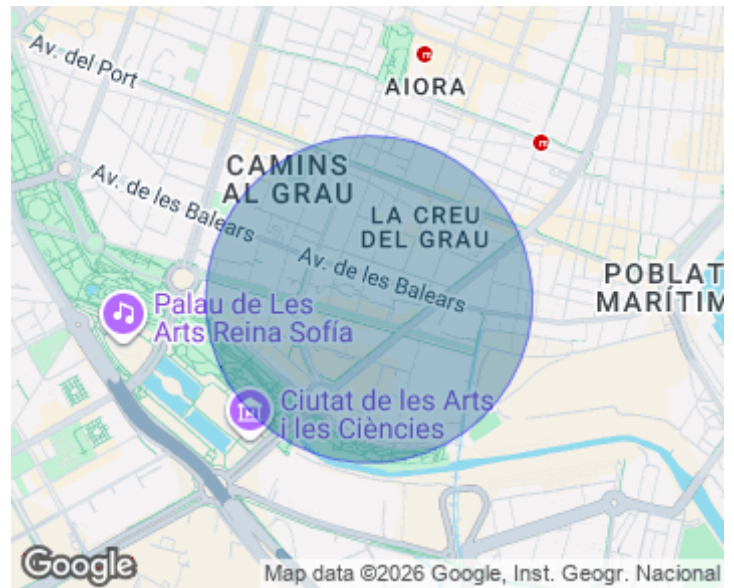 Av. del Port
AIORA
CAMINS
AL GRAU
Av. de les Balears
LA CREU
DEL GRAU
Av. de les Balears
POBLAT
MARÍTIM
Palau de Les
Arts Reina Sofía
Ciutat de les Arts
i les Ciències
Google
Map data ©2026 Google, Inst. Geogr. Nacional